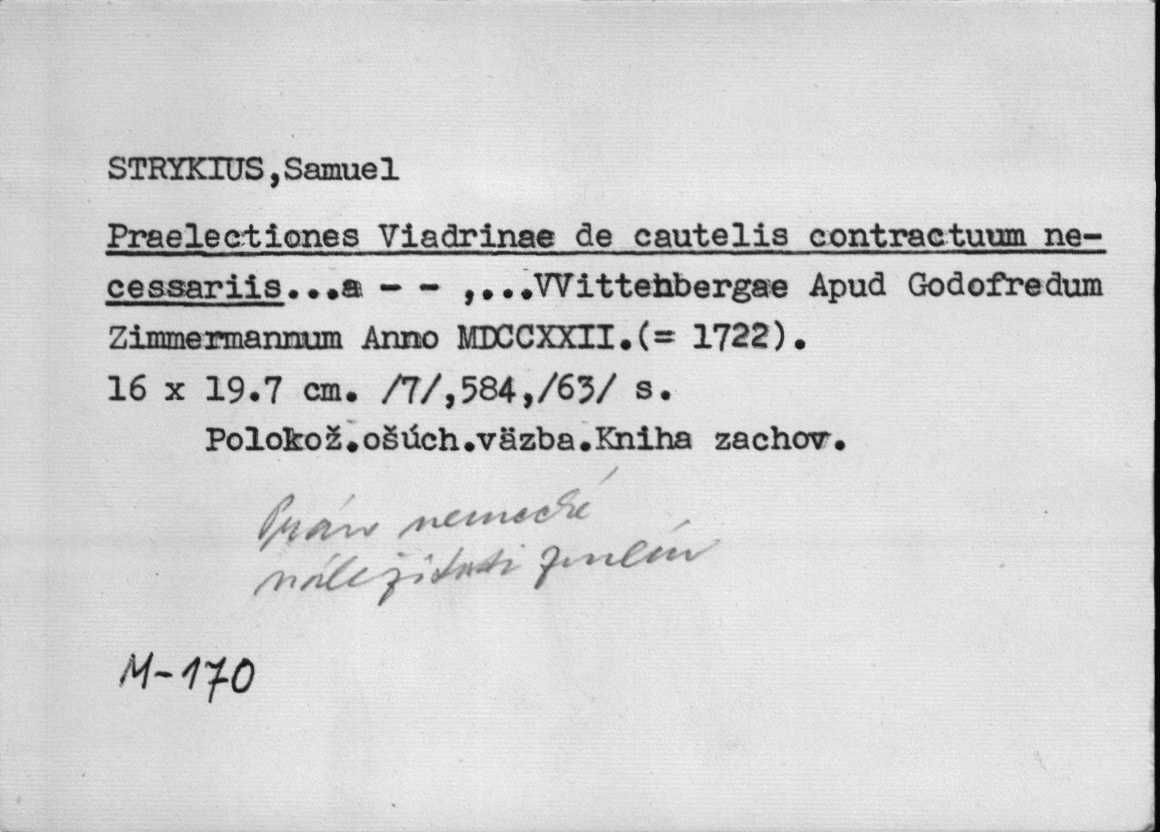 STRYKIUS,Samuel
Praelectiones Viadrinae de cautelis contractuum ne-
cessariis...a - - ,...VVittenbergae Apud Godofredum
Zimmermannum Anno MDCCXXII.(= 1722).
16 x 19.7 cm. /7/,584,/63/ s.
Polokož.ošúch.väzba.Kniha zachov.
Právo nemecké
náležitosti zmlúv
M-170